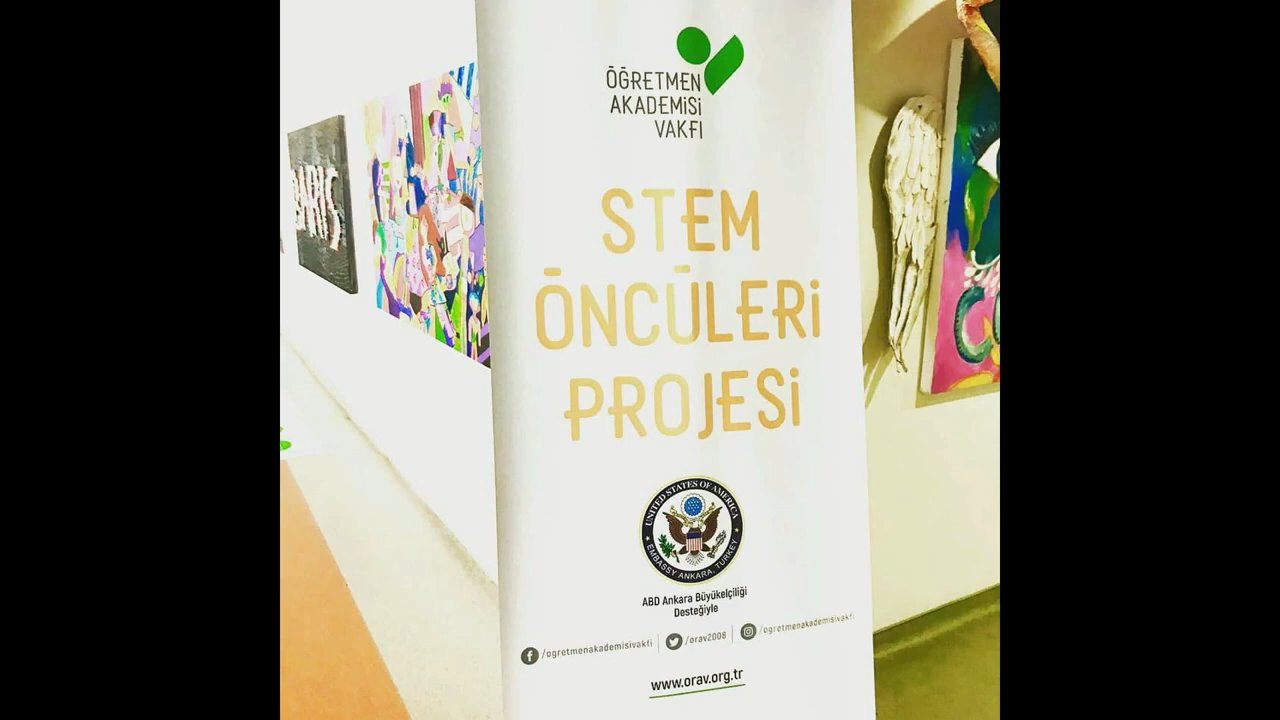 ÖĞRETMEN
AKADEMİSİ
VAKFI
STEM
ÖNCÜLERİ
PROJESİ
UNITED STATES OF AMERICA
EMBASSY ANKARA, TURKEY
ABD Ankara Büyükelçiliği
Desteğiyle
/ogretmenakademisivakfi
/orav2008
/ogretmenakademisivakfi
www.orav.org.tr
BARIŞ